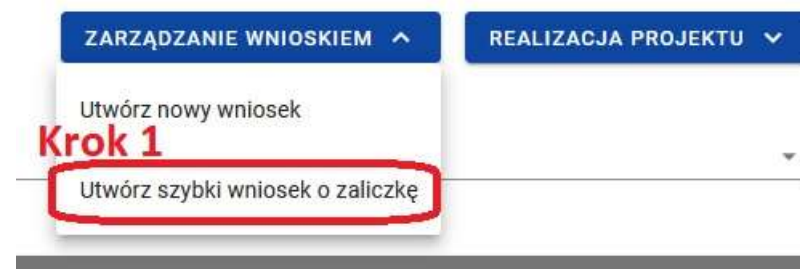 ZARZĄDZANIE WNIOSKIEM REALIZACJA PROJEKTU
Utwórz nowy wniosek
Krok 1
Utwórz szybki wniosek o zaliczkę